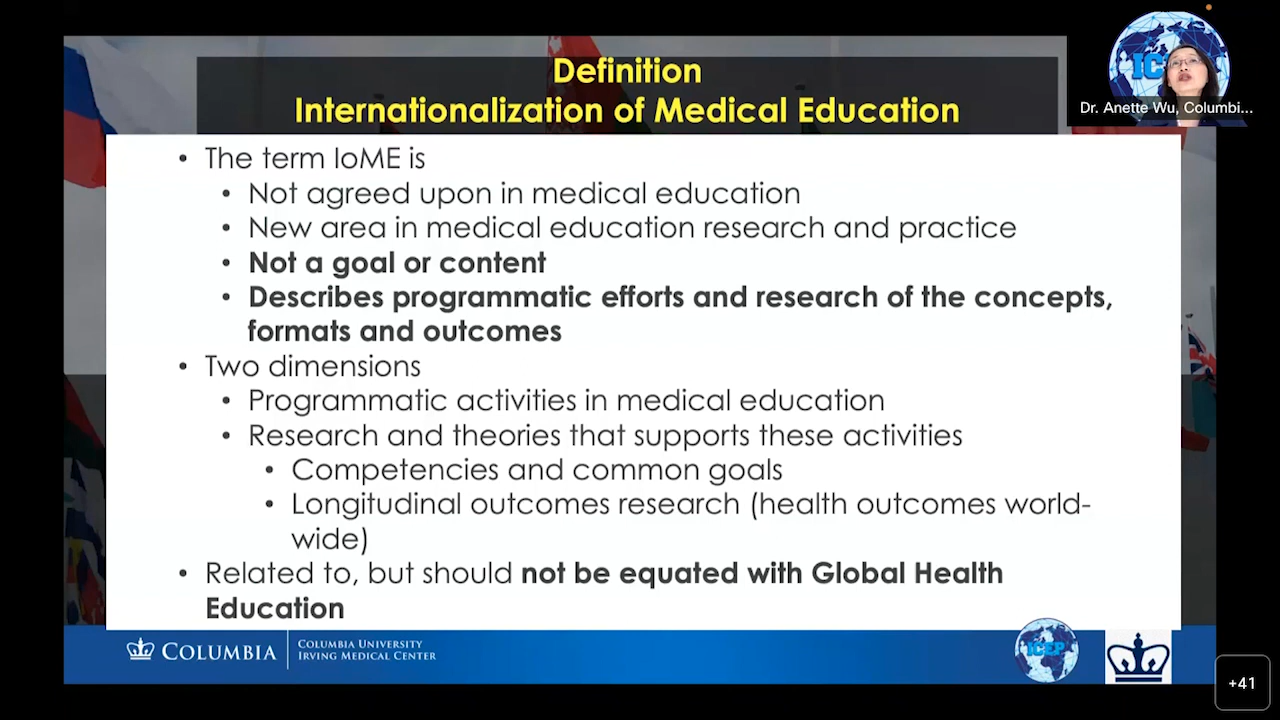 Definition
Internationalization of Medical Education
• The term IoME is
• Not agreed upon in medical education
• New area in medical education research and practice
• Not a goal or content
• Describes programmatic efforts and research of the concepts,
formats and outcomes
• Two dimensions
• Programmatic activities in medical education
• Research and theories that supports these activities
• Competencies and common goals
• Longitudinal outcomes research (health outcomes world-
wide)
• Related to, but should not be equated with Global Health
Education
COLUMBIA
COLUMBIA UNIVERSITY
IRVING MEDICAL CENTER
ICEP
IC
Dr. Anette Wu, Columbi...
+41